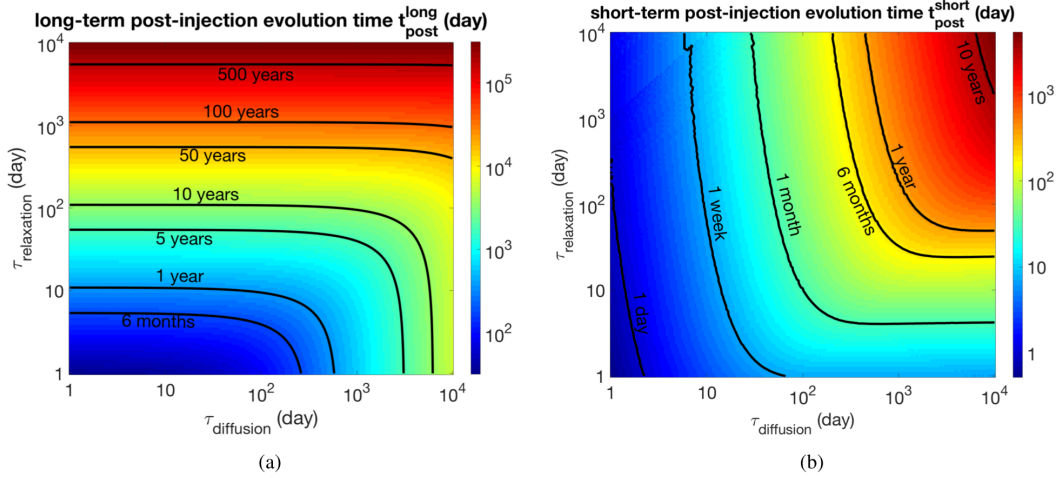 long-term post-injection evolution time t_post^long (day)
10^4
10^3
10^2
10
1
τ_relaxation (day)
500 years
100 years
50 years
10 years
5 years
1 year
6 months
1
10
10^2
10^3
10^4
τ_diffusion (day)
10^5
10^4
10^3
10^2
(a)
short-term post-injection evolution time t_post^short (day)
10^4
10^3
10^2
10
1
τ_relaxation (day)
1 day
1 week
1 month
6 months
1 year
10 years
1
10
10^2
10^3
10^4
τ_diffusion (day)
10^3
10^2
10
1
(b)